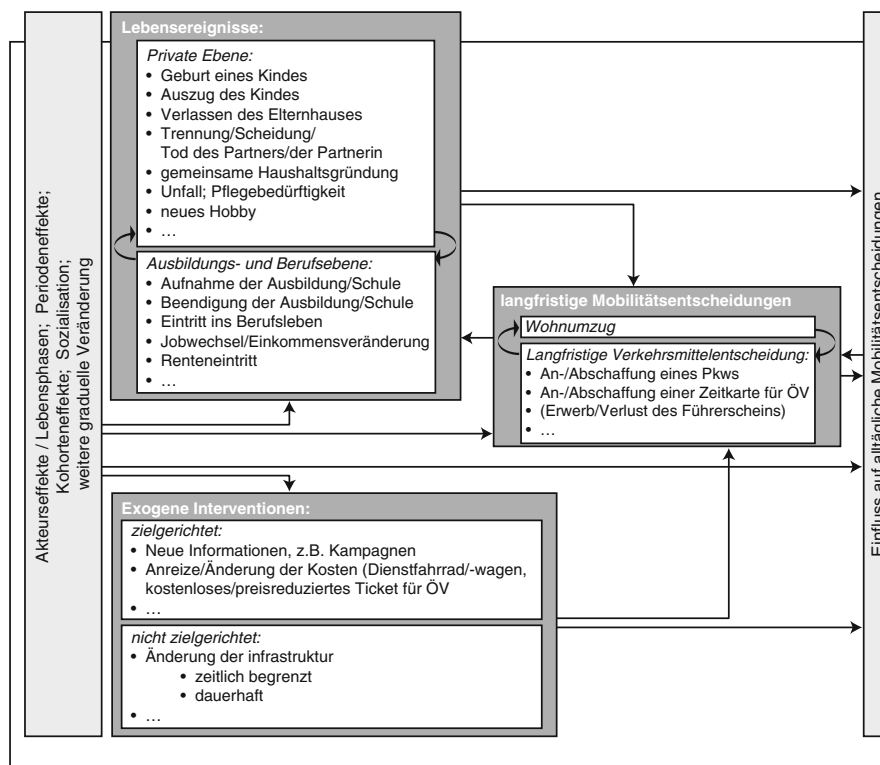 Akteurseffekte / Lebensphasen; Periodeneffekte;
Kohorteneffekte; Sozialisation;
weitere graduelle Veränderung
Lebensereignisse:
Private Ebene:
• Geburt eines Kindes
• Auszug des Kindes
• Verlassen des Elternhauses
• Trennung/Scheidung/
Tod des Partners/der Partnerin
• gemeinsame Haushaltsgründung
• Unfall; Pflegebedürftigkeit
• neues Hobby
• …
Ausbildungs- und Berufsebene:
• Aufnahme der Ausbildung/Schule
• Beendigung der Ausbildung/Schule
• Eintritt ins Berufsleben
• Jobwechsel/Einkommensveränderung
• Renteneintritt
• …
langfristige Mobilitätsentscheidungen
Wohnumzug
Langfristige Verkehrsmittelentscheidung:
• An-/Abschaffung eines Pkws
• An-/Abschaffung einer Zeitkarte für ÖV
• (Erwerb/Verlust des Führerscheins)
• …
Exogene Interventionen:
zielgerichtet:
• Neue Informationen, z.B. Kampagnen
• Anreize/Änderung der Kosten (Dienstfahrrad/-wagen,
kostenloses/preisreduziertes Ticket für ÖV
• …
nicht zielgerichtet:
• Änderung der infrastruktur
• zeitlich begrenzt
• dauerhaft
• …
Einfluss auf alltägliche Mobilitätsentscheidungen